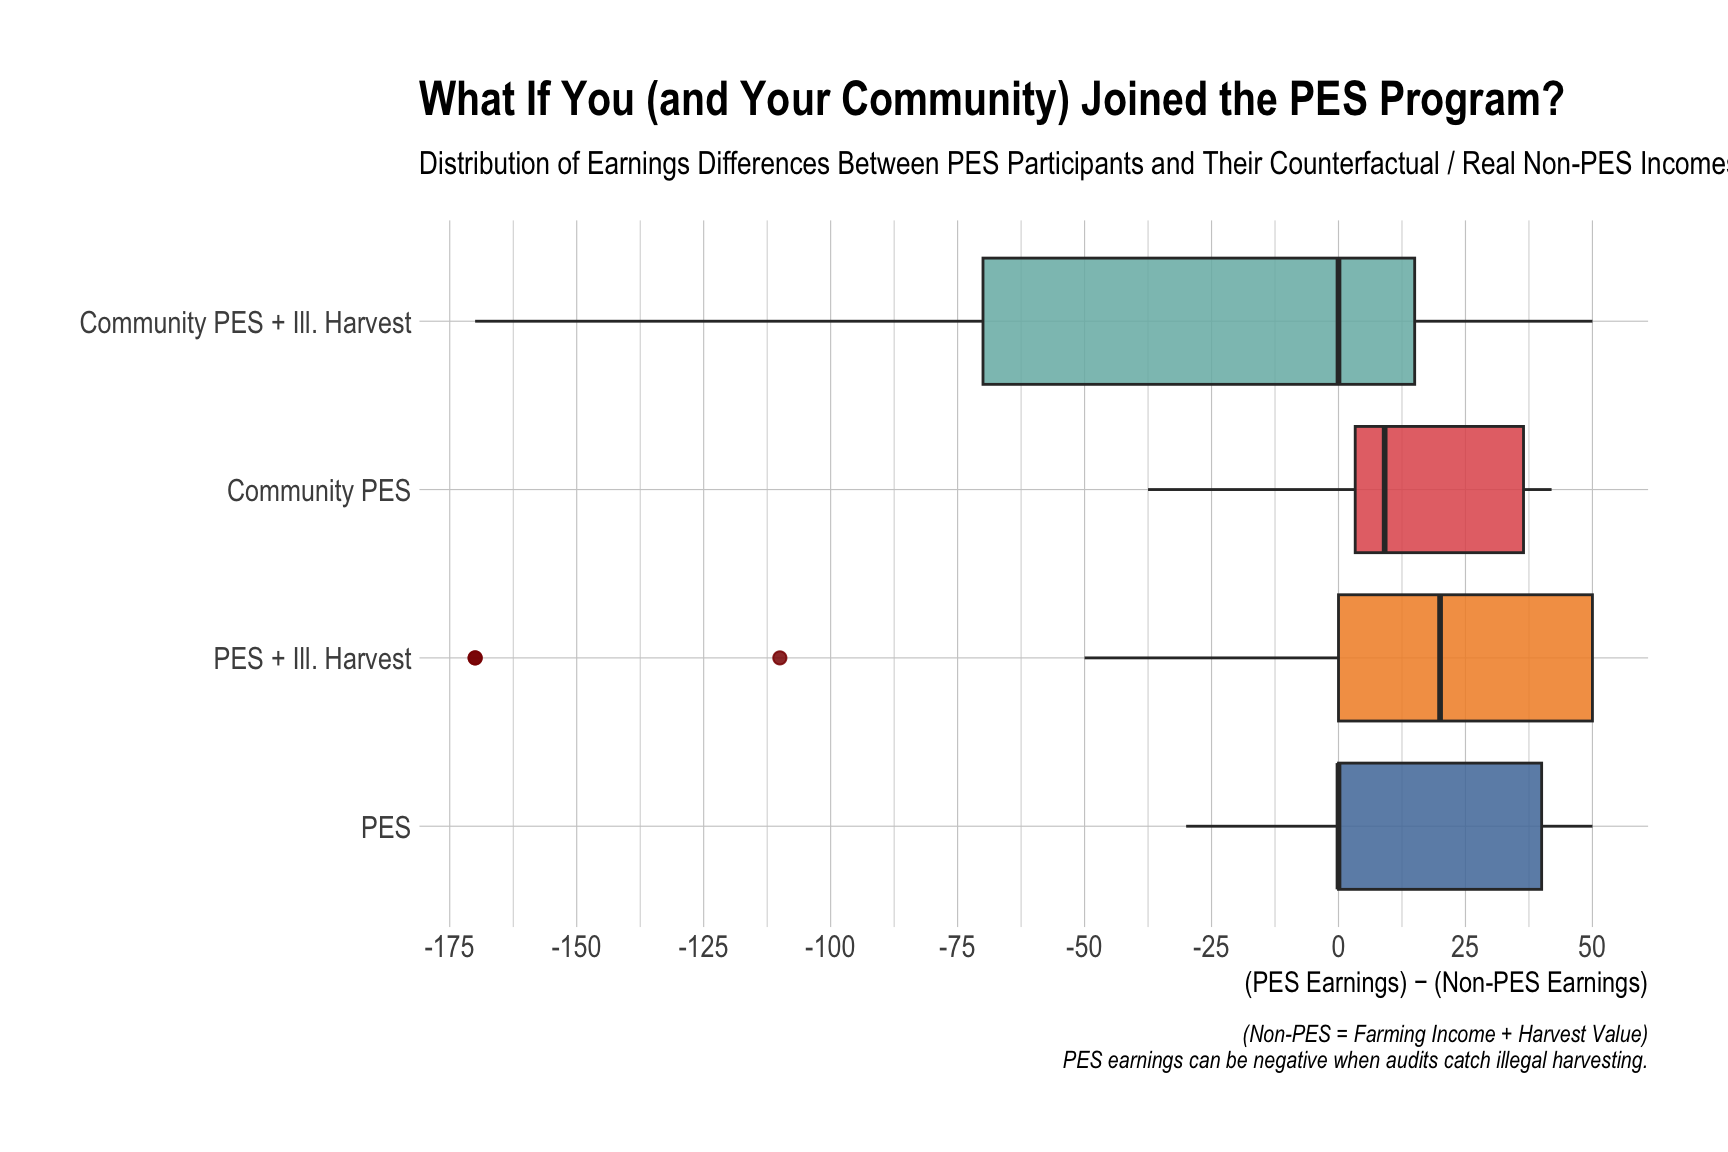 What If You (and Your Community) Joined the PES Program?
Distribution of Earnings Differences Between PES Participants and Their Counterfactual / Real Non-PES Incomes
Community PES + Ill. Harvest
Community PES
PES + Ill. Harvest
PES
-175 -150 -125 -100 -75 -50 -25 0 25 50
(PES Earnings) − (Non-PES Earnings)
(Non-PES = Farming Income + Harvest Value)
PES earnings can be negative when audits catch illegal harvesting.